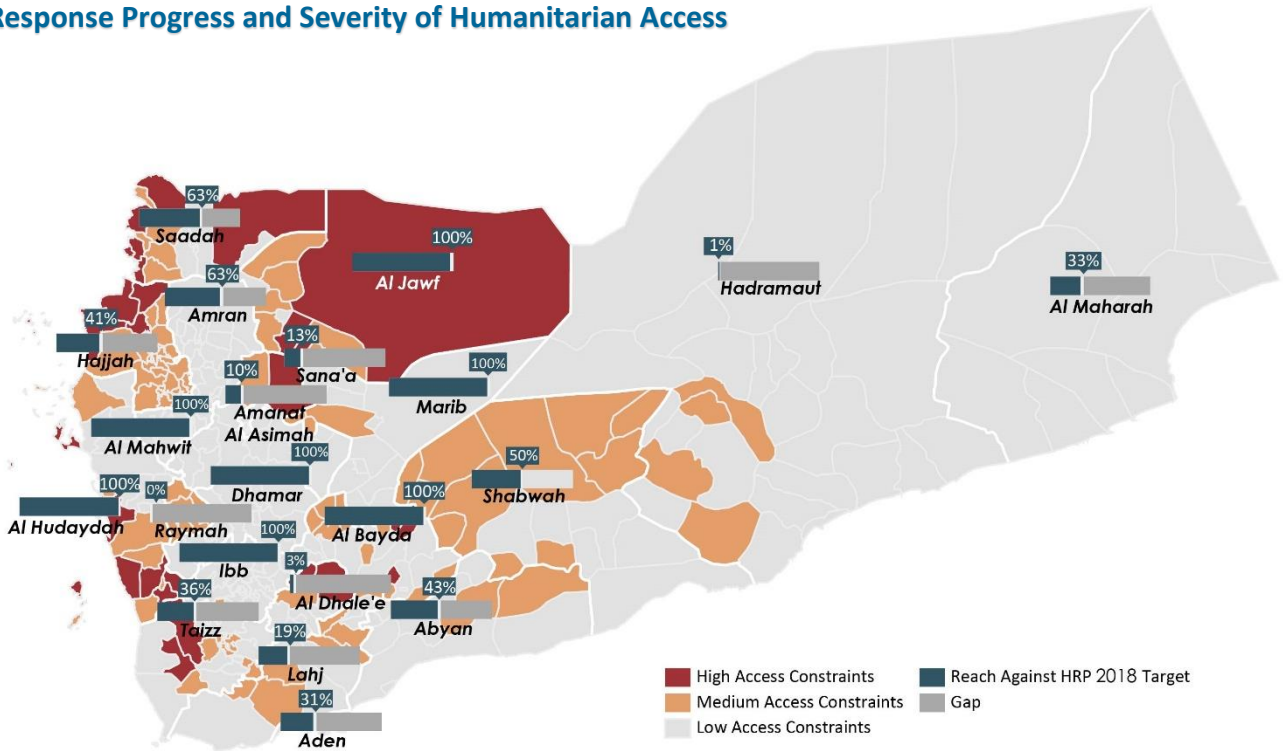 Response Progress and Severity of Humanitarian Access
63%
Saadah
100%
Al Jawf
1%
Hadramaut
33%
Al Maharah
63%
Amran
41%
Hajjah
13%
Sana'a
10%
Amanat
Al Asimah
100%
Marib
100%
Al Mahwit
100%
Dhamar
50%
Shabwah
100%
Al Hudaydah
0%
Raymah
100%
Al Bayda
100%
Ibb
3%
Al Dhale'e
43%
Abyan
36%
Taizz
19%
Lahj
31%
Aden
High Access Constraints
Medium Access Constraints
Low Access Constraints
Reach Against HRP 2018 Target
Gap